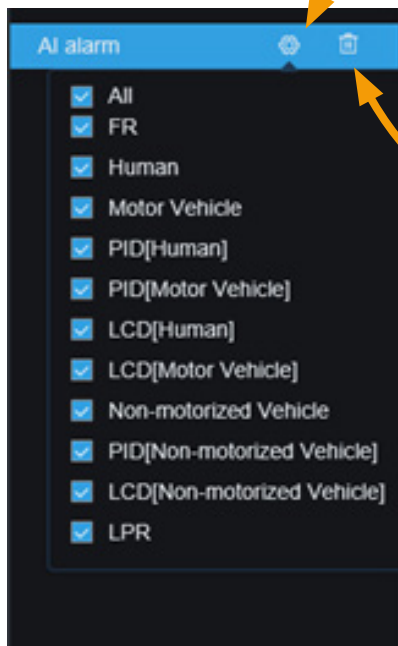 AI alarm
All
FR
Human
Motor Vehicle
PID[Human]
PID[Motor Vehicle]
LCD[Human]
LCD[Motor Vehicle]
Non-motorized Vehicle
PID[Non-motorized Vehicle]
LCD[Non-motorized Vehicle]
LPR